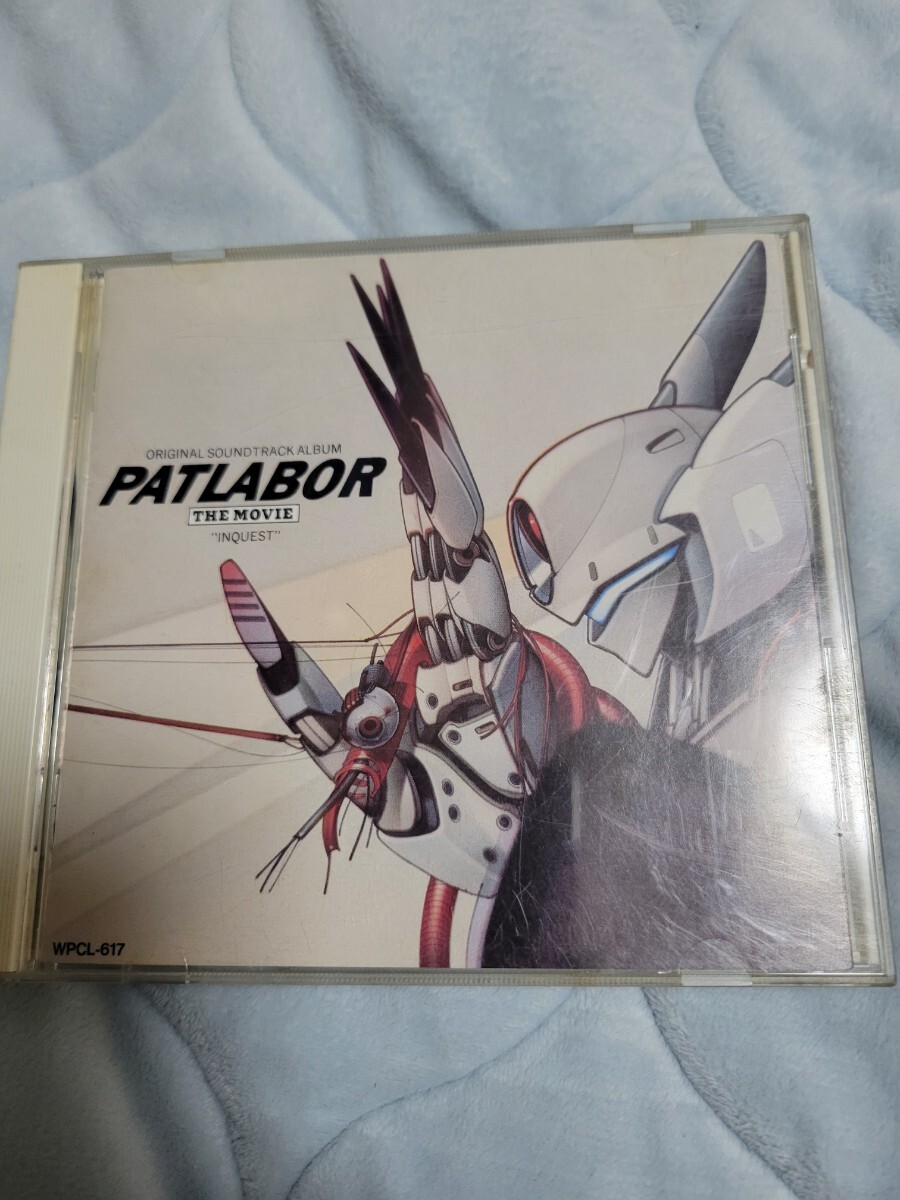 ORIGINAL SOUNDTRACK ALBUM
PATLABOR
THE MOVIE
"INQUEST"
WPCL-617